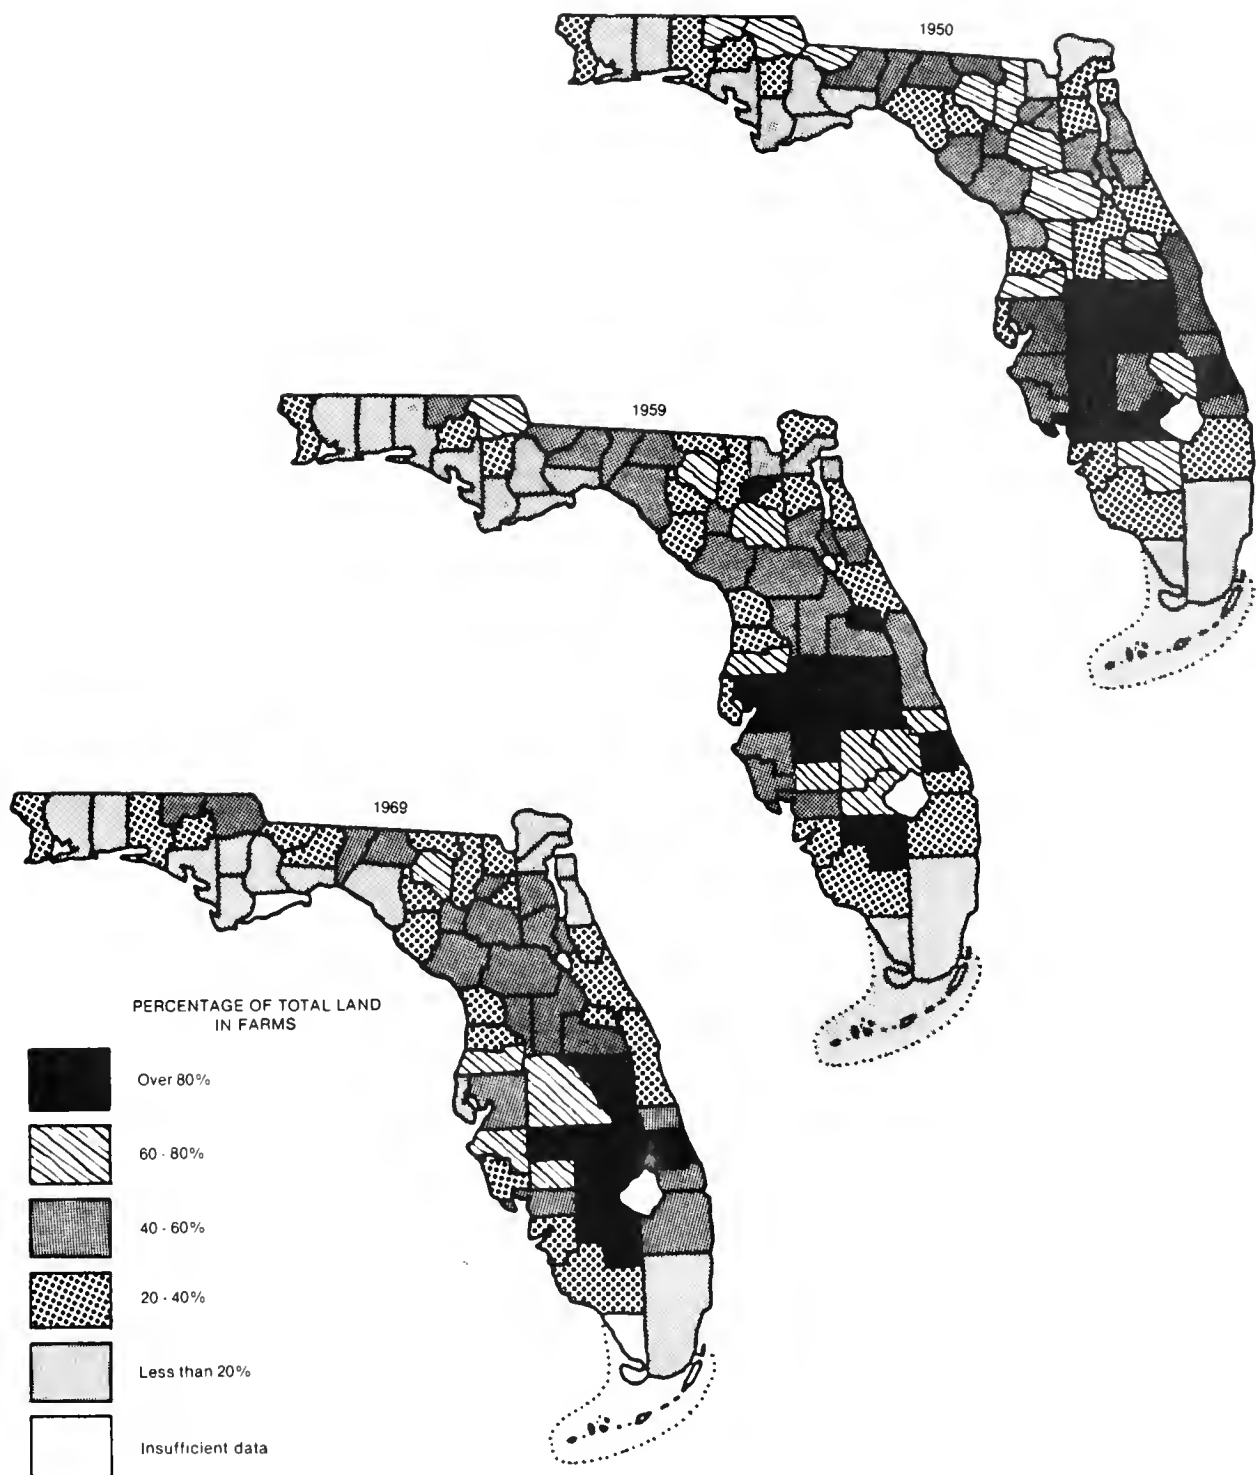 1950
1959
1969
PERCENTAGE OF TOTAL LAND
IN FARMS
Over 80%
60 - 80%
40 - 60%
20 - 40%
Less than 20%
Insufficient data